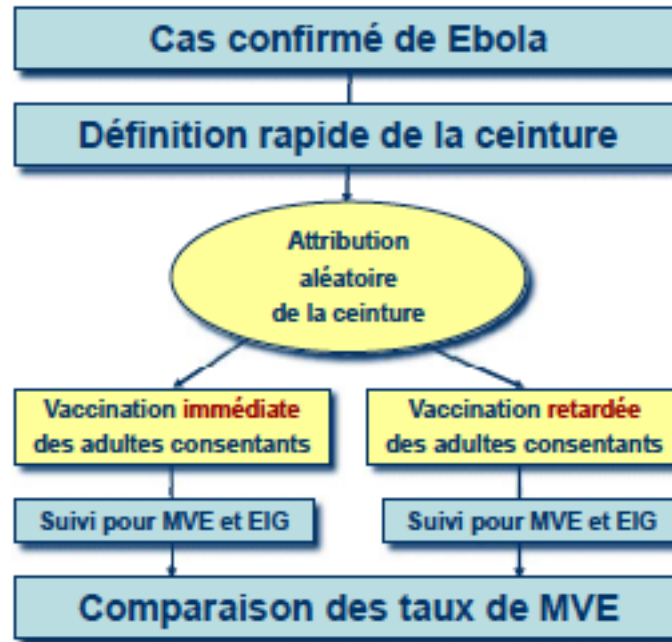 Cas confirmé de Ebola
Définition rapide de la ceinture
Attribution
aléatoire
de la ceinture
Vaccination immédiate
des adultes consentants
Vaccination retardée
des adultes consentants
Suivi pour MVE et EIG
Suivi pour MVE et EIG
Comparaison des taux de MVE